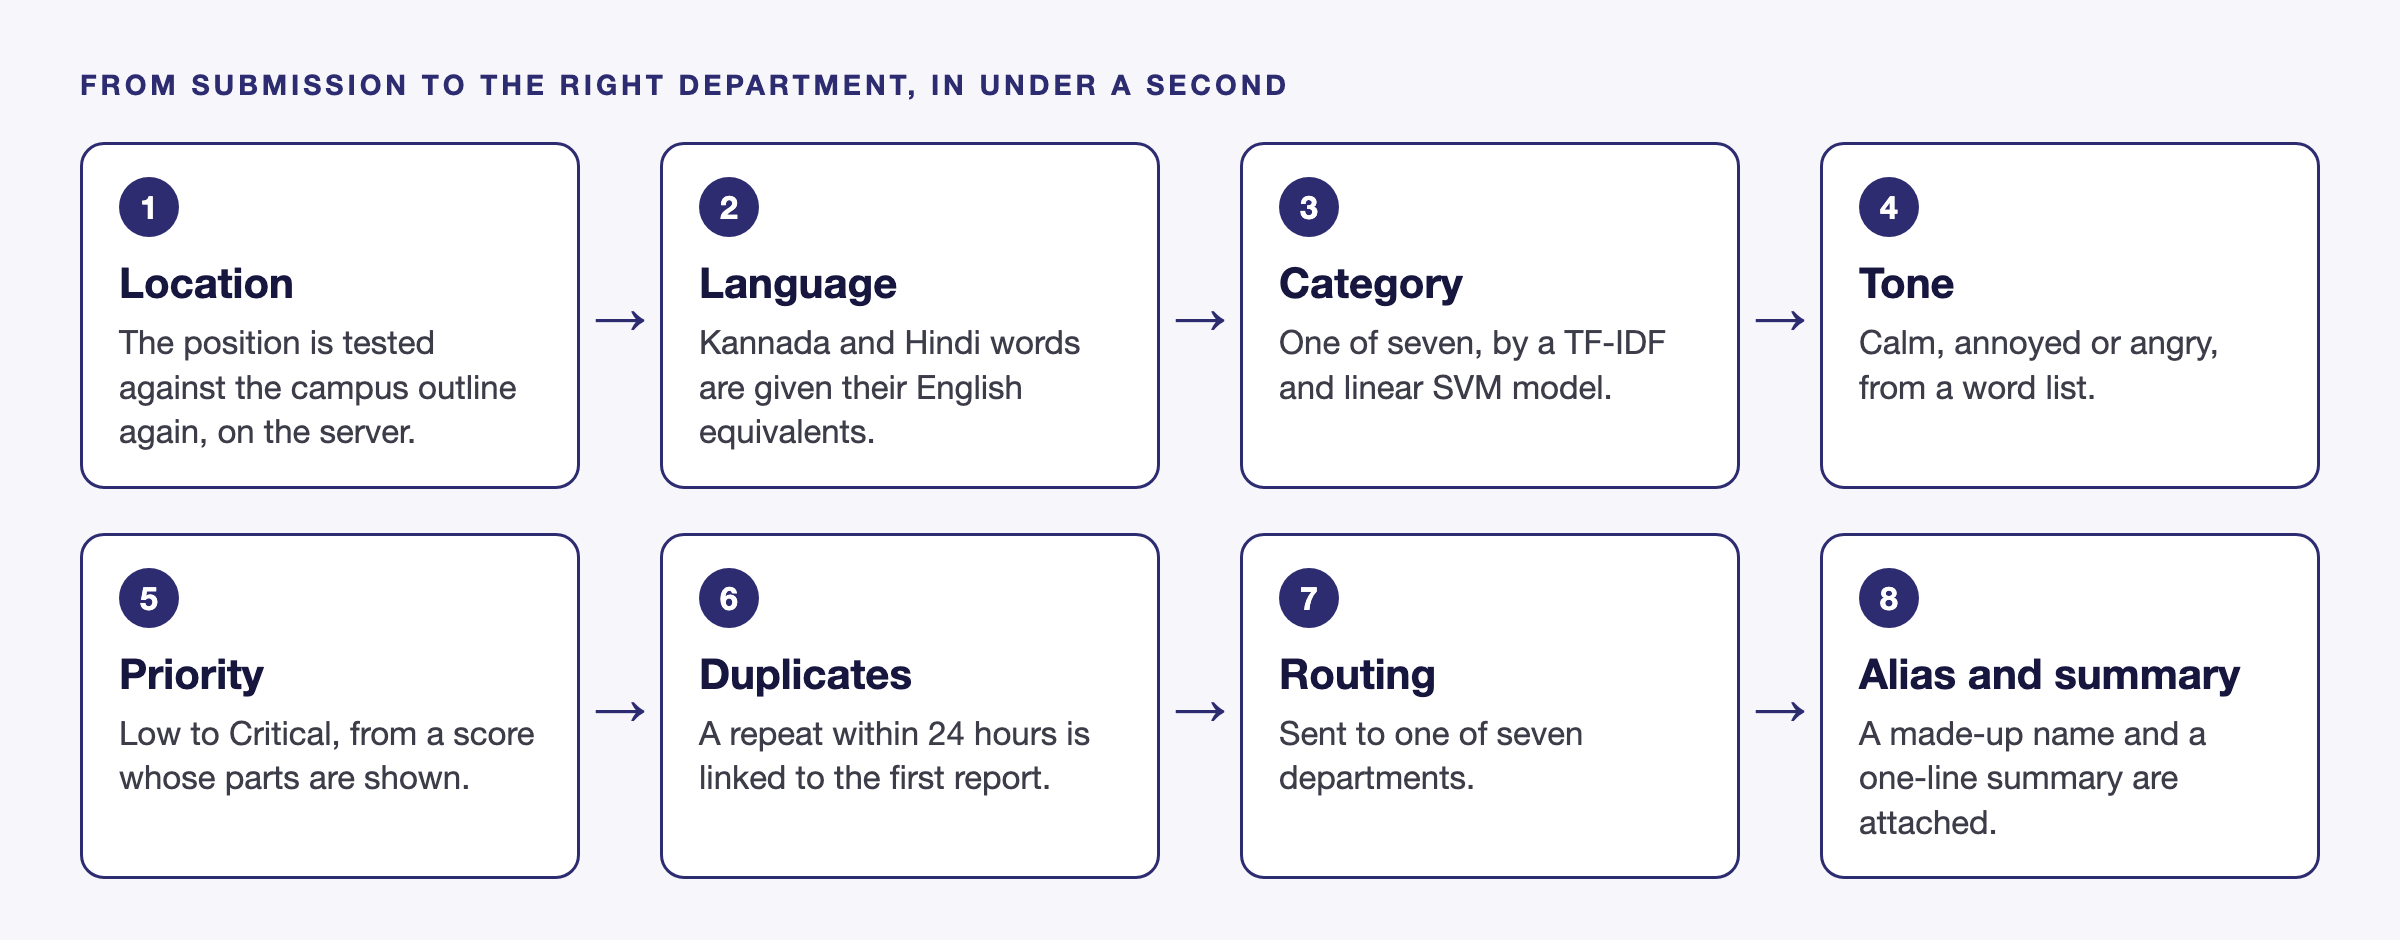 FROM SUBMISSION TO THE RIGHT DEPARTMENT, IN UNDER A SECOND
1
Location
The position is tested
against the campus outline
again, on the server.
→
2
Language
Kannada and Hindi words
are given their English
equivalents.
→
3
Category
One of seven, by a TF-IDF
and linear SVM model.
→
4
Tone
Calm, annoyed or angry,
from a word list.
5
Priority
Low to Critical, from a score
whose parts are shown.
→
6
Duplicates
A repeat within 24 hours is
linked to the first report.
→
7
Routing
Sent to one of seven
departments.
→
8
Alias and summary
A made-up name and a
one-line summary are
attached.